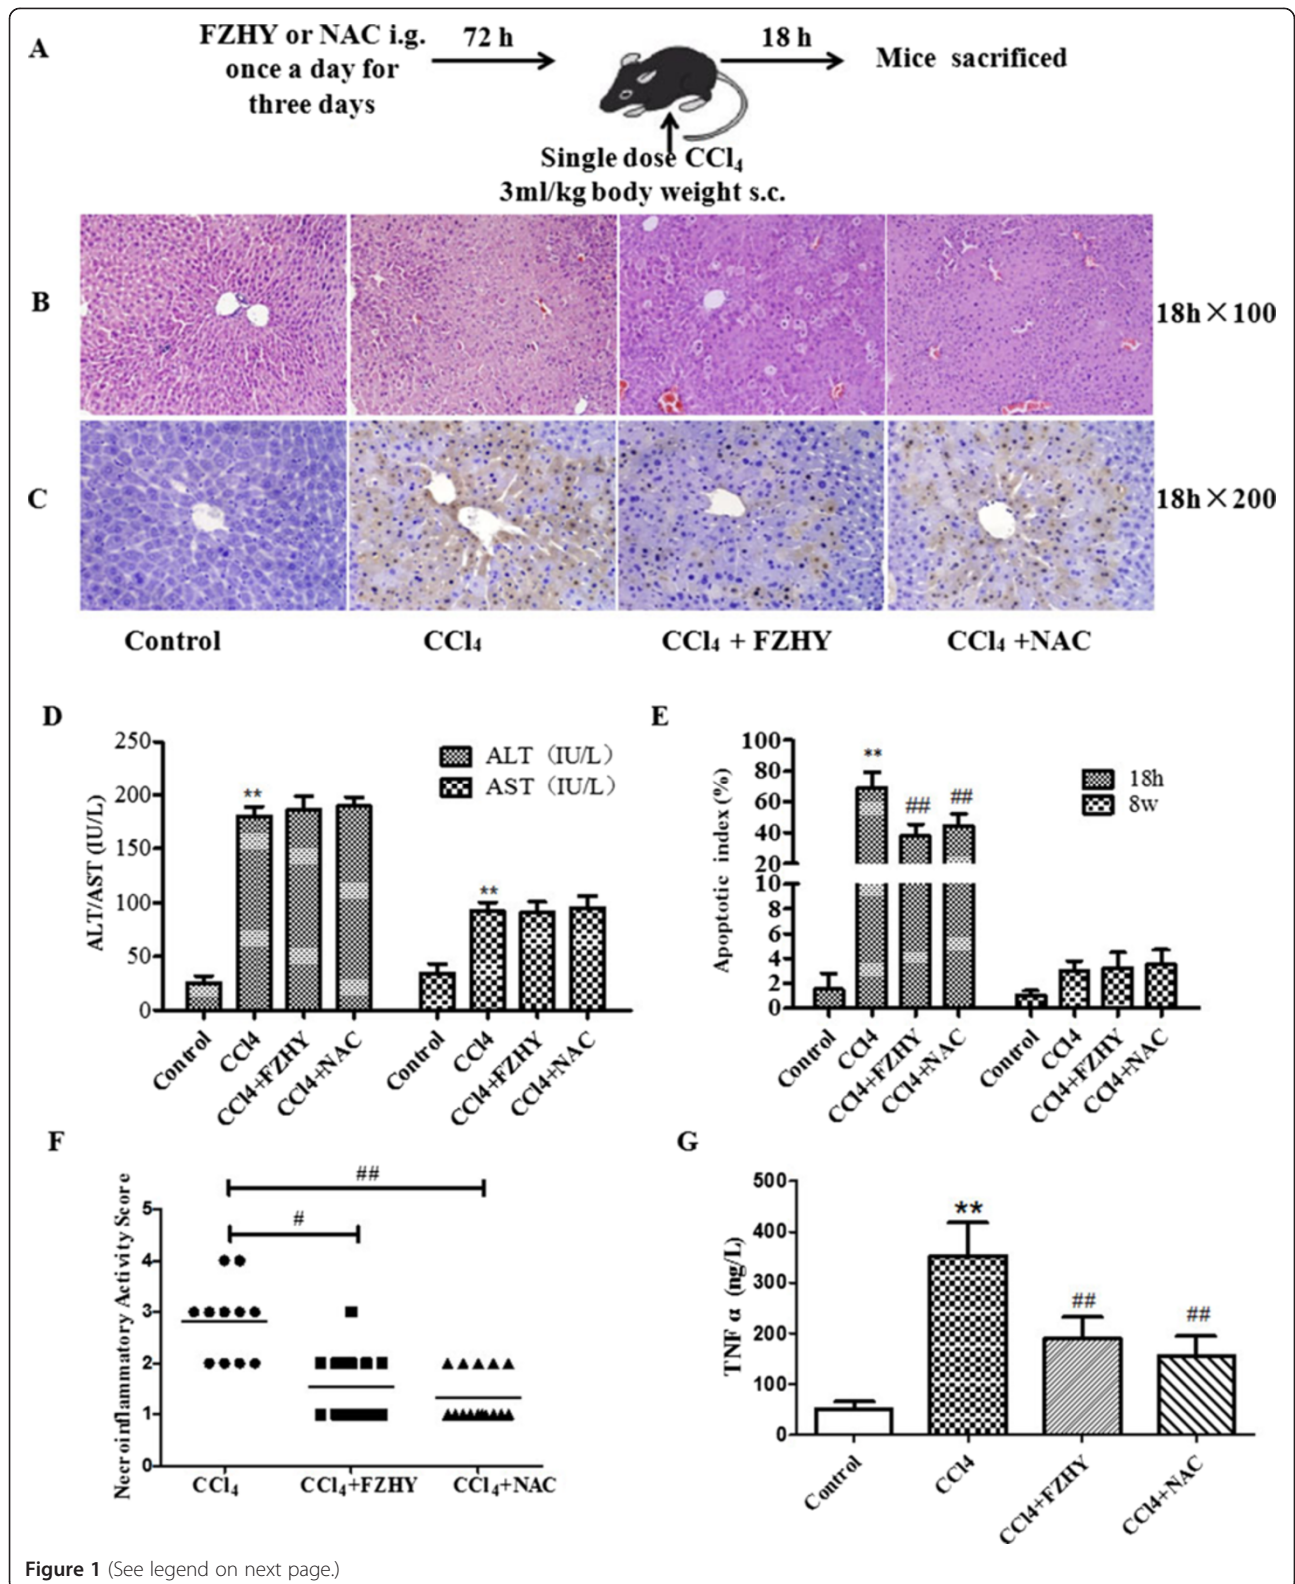 A
FZHY or NAC i.g.
once a day for
three days
72 h
18 h
Mice sacrificed
Single dose CCl₄
3ml/kg body weight s.c.
B
18h×100
C
18h×200
Control
CCl₄
CCl₄ + FZHY
CCl₄ +NAC
D
ALT/AST (IU/L)
250
200
150
100
50
0
ALT (IU/L)
AST (IU/L)
**
**
Control
CCl4
CCl4+FZHY
CCl4+NAC
Control
CCl4
CCl4+FZHY
CCl4+NAC
E
Apoptotic index (%)
100
80
60
40
20
10
8
6
4
2
0
18h
8w
**
##
##
Control
CCl4
CCl4+FZHY
CCl4+NAC
Control
CCl4
CCl4+FZHY
CCl4+NAC
F
Necroinflammatory Activity Score
5
4
3
2
1
0
##
#
CCl₄
CCl₄+FZHY
CCl₄+NAC
G
TNF α (ng/L)
500
400
300
200
100
0
**
##
##
Control
CCl4
CCl4+FZHY
CCl4+NAC
Figure 1 (See legend on next page.)